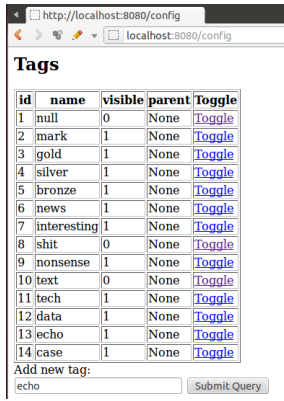 http://localhost:8080/config
localhost:8080/config
Tags
id name visible parent Toggle
1 null 0 None Toggle
2 mark 1 None Toggle
3 gold 1 None Toggle
4 silver 1 None Toggle
5 bronze 1 None Toggle
6 news 1 None Toggle
7 interesting 1 None Toggle
8 shit 0 None Toggle
9 nonsense 1 None Toggle
10 text 0 None Toggle
11 tech 1 None Toggle
12 data 1 None Toggle
13 echo 1 None Toggle
14 case 1 None Toggle
Add new tag:
echo Submit Query